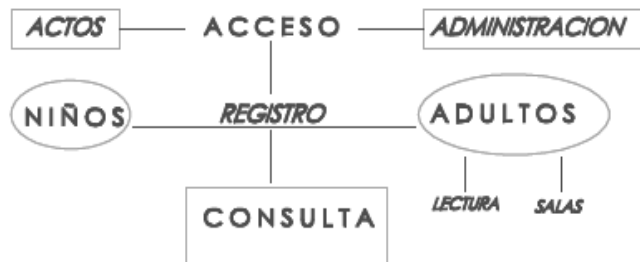 ACTOS ACCESO ADMINISTRACION
NIÑOS REGISTRO ADULTOS
LECTURA SALAS
CONSULTA